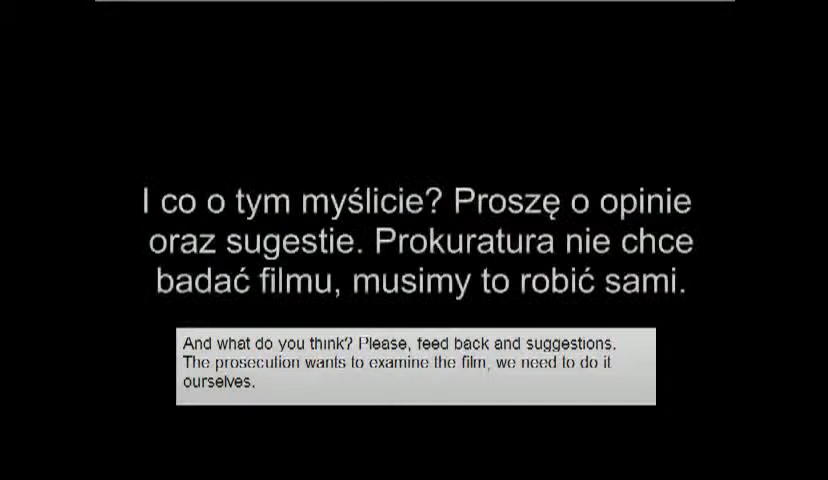 I co o tym myślicie? Proszę o opinie
oraz sugestie. Prokuratura nie chce
badać filmu, musimy to robić sami.
And what do you think? Please, feed back and suggestions.
The prosecution wants to examine the film, we need to do it
ourselves.